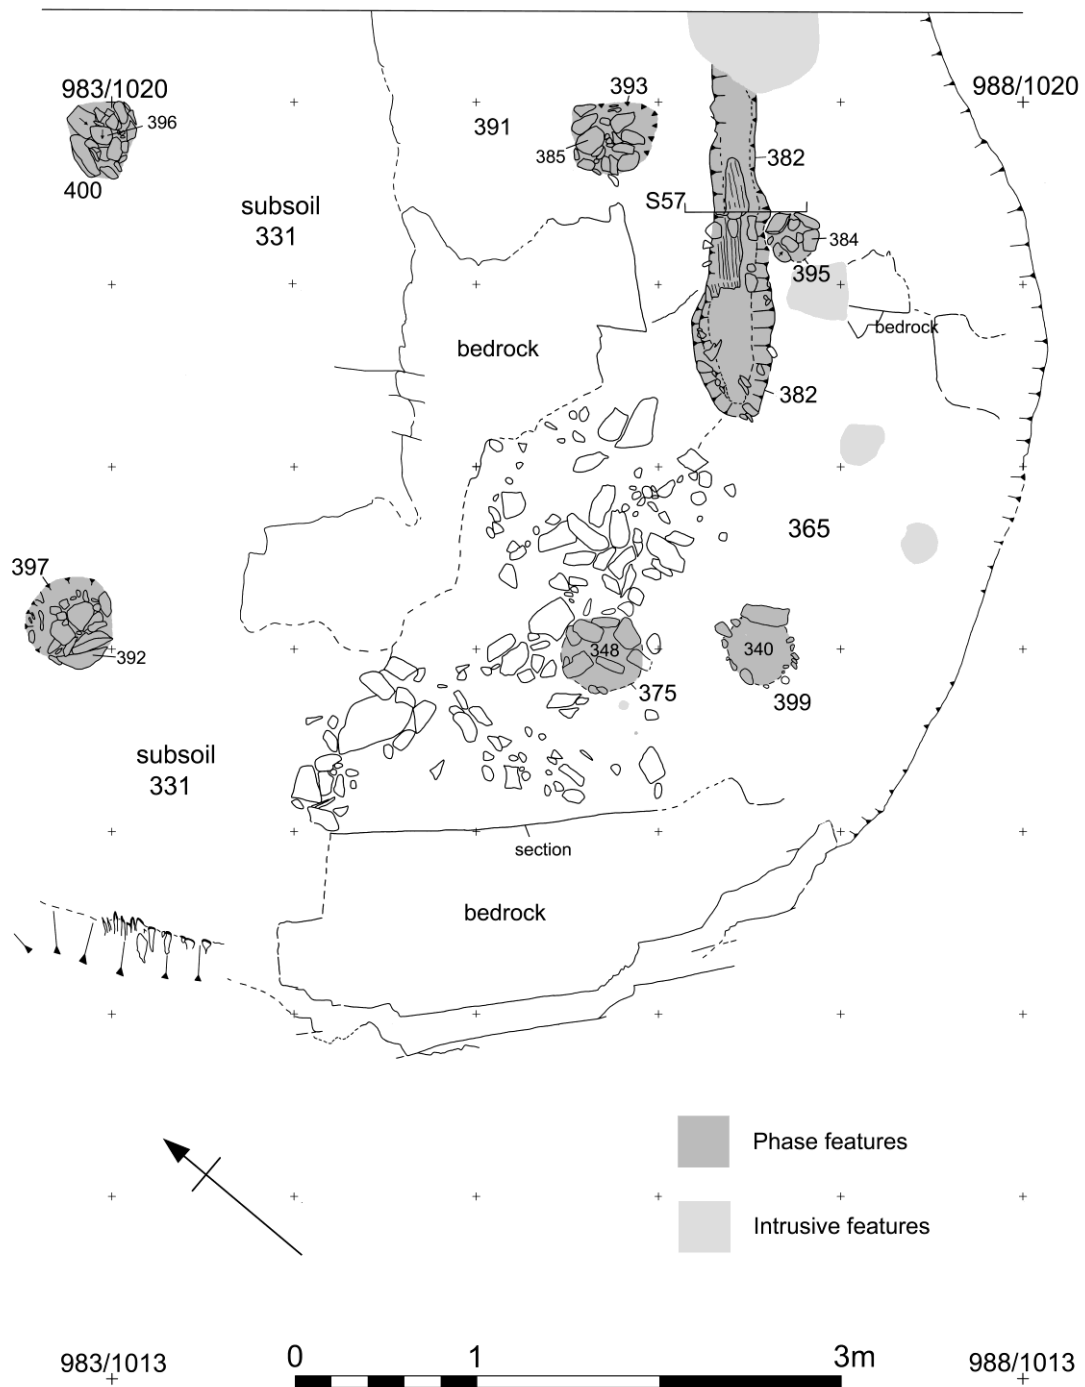 983/1020
393
988/1020
396
391
385
382
400
subsoil
331
S57
384
395
bedrock
bedrock
382
365
397
348
340
392
375
399
subsoil
331
section
bedrock
Phase features
Intrusive features
983/1013
0
1
3m
988/1013